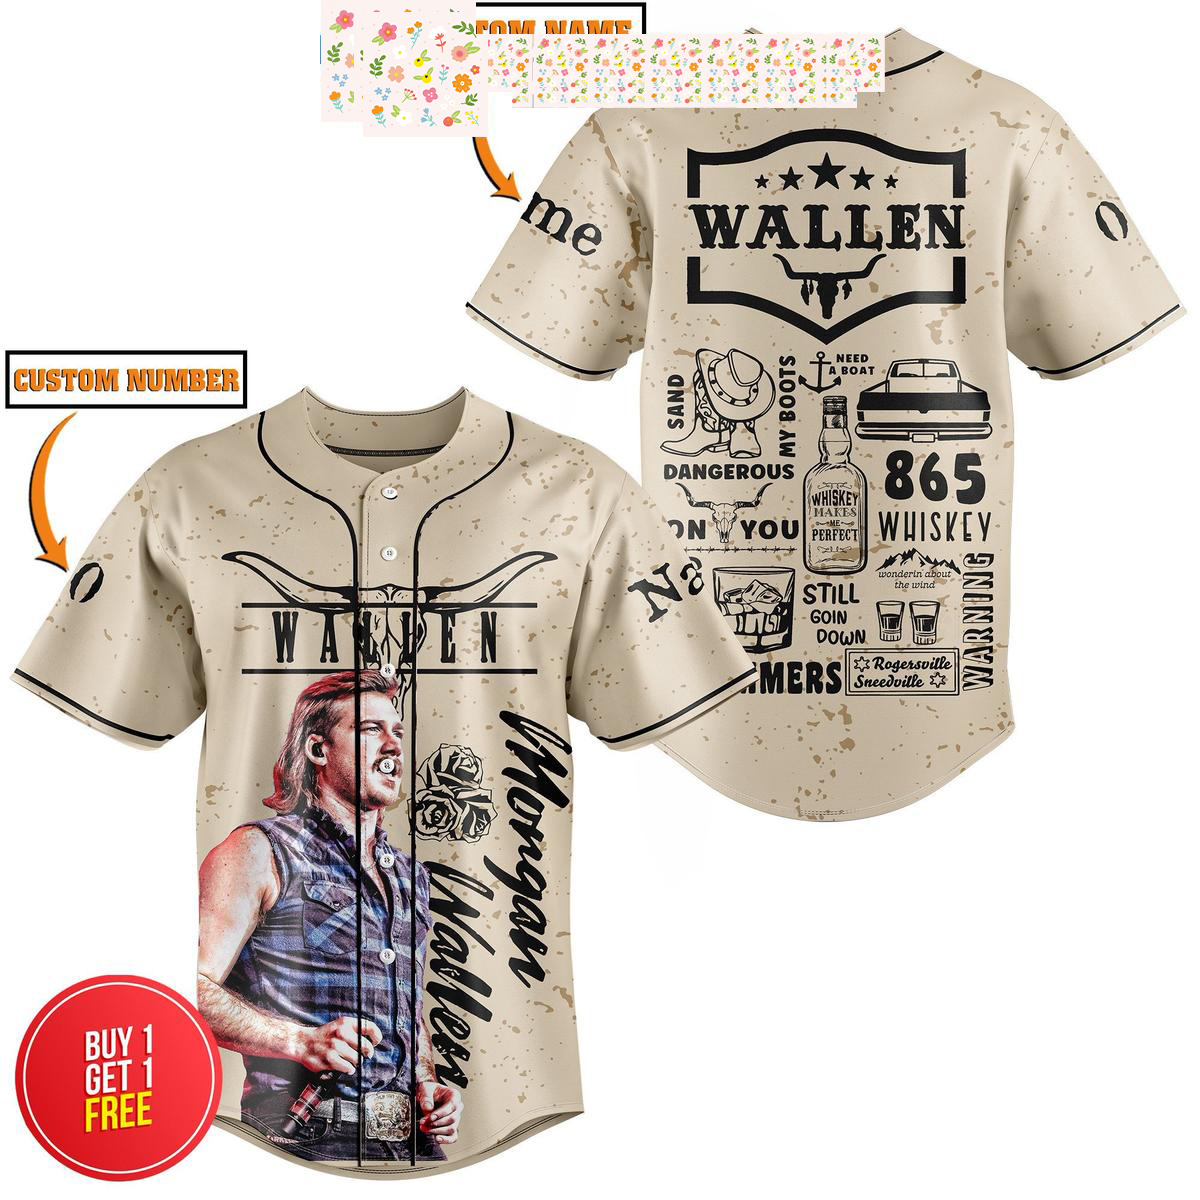 CUSTOM NAME
me
0
WALLEN
SAND
MY BOOTS
NEED
A BOAT
DANGEROUS
865
WHISKEY
MAKES
ME
PERFECT
ON YOU
WHISKEY
wonderin about
the wind
WARNING
STILL
GOIN
DOWN
Rogersville
Sneedville
CUSTOM NUMBER
0
Na
WALLEN
Morgan
Wallen
BUY 1
GET 1
FREE